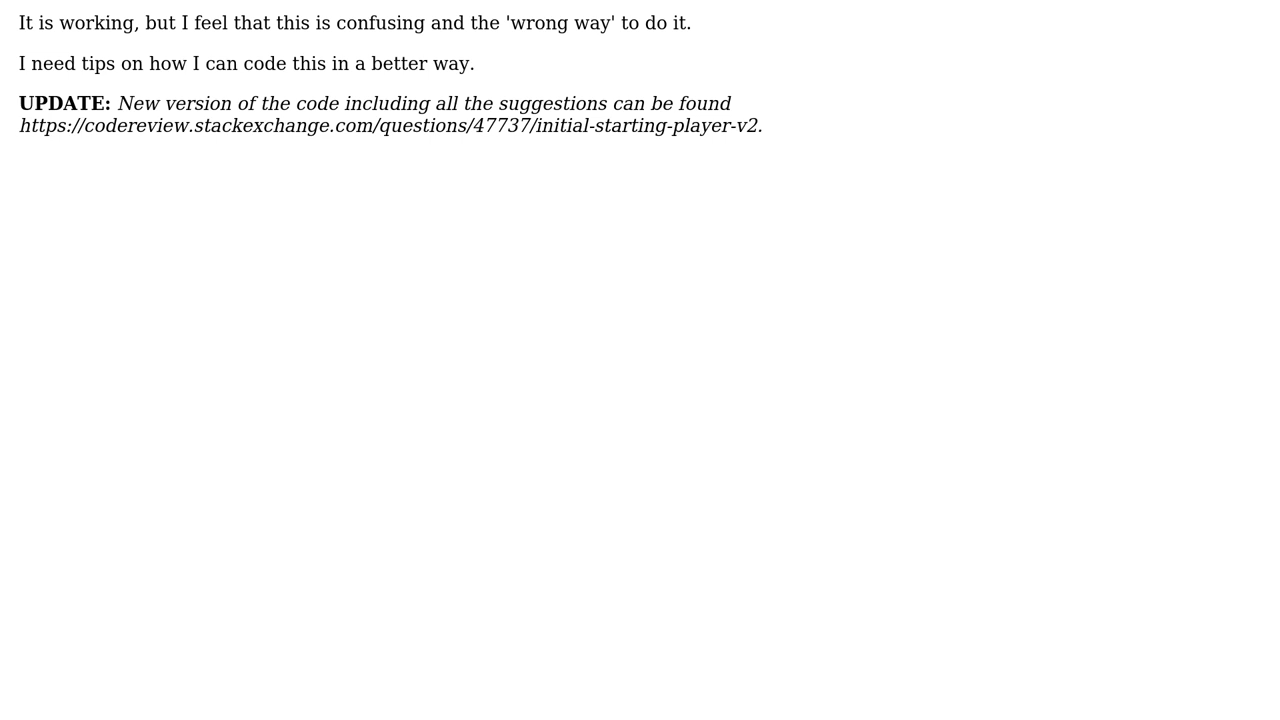 It is working, but I feel that this is confusing and the 'wrong way' to do it.
I need tips on how I can code this in a better way.
UPDATE: New version of the code including all the suggestions can be found
https://codereview.stackexchange.com/questions/47737/initial-starting-player-v2.